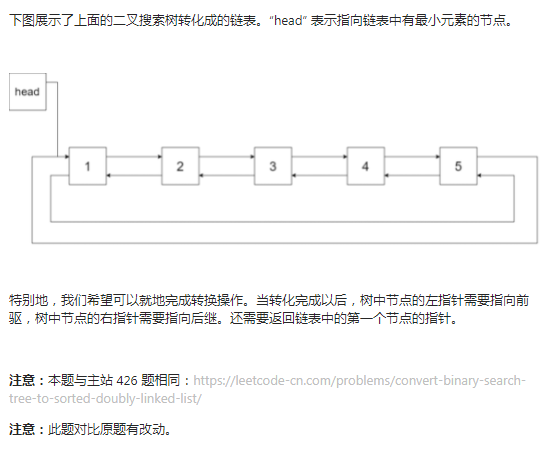 下图展示了上面的二叉搜索树转化成的链表。“head” 表示指向链表中有最小元素的节点。
head
1 2 3 4 5
特别地，我们希望可以就地完成转换操作。当转化完成以后，树中节点的左指针需要指向前
驱，树中节点的右指针需要指向后继。还需要返回链表中的第一个节点的指针。
注意：本题与主站 426 题相同：https://leetcode-cn.com/problems/convert-binary-search-
tree-to-sorted-doubly-linked-list/
注意：此题对比原题有改动。